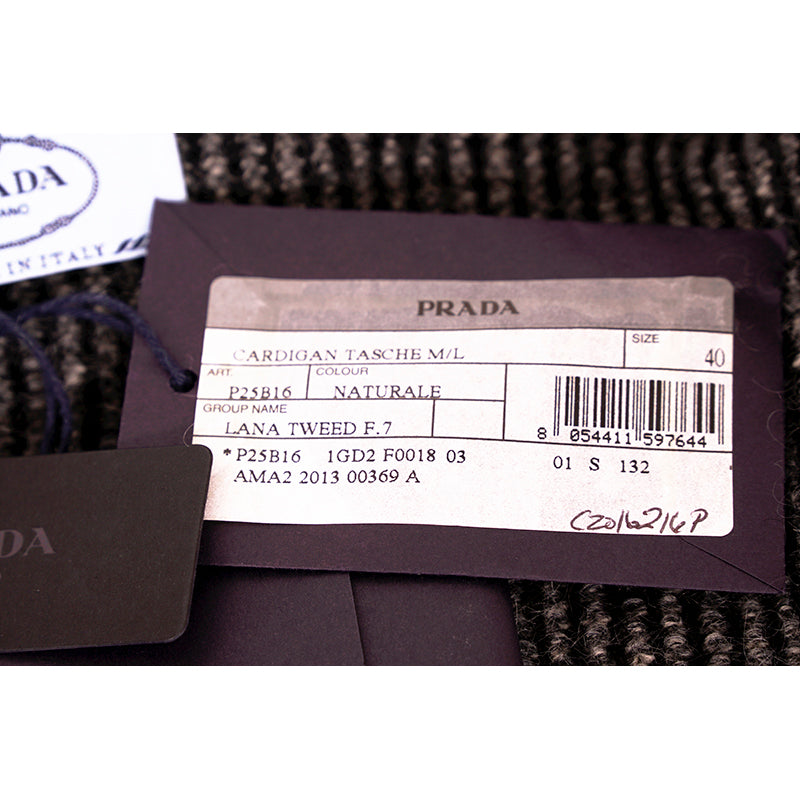 ADA
IN ITALY
PRADA
CARDIGAN TASCHE M/L
SIZE
40
ART.
P25B16
COLOUR
NATURALE
GROUP NAME
LANA TWEED F.7
8 054411 597644
*P25B16 1GD2 F0018 03
01 S 132
AMA2 2013 00369 A
C2016216P
DA